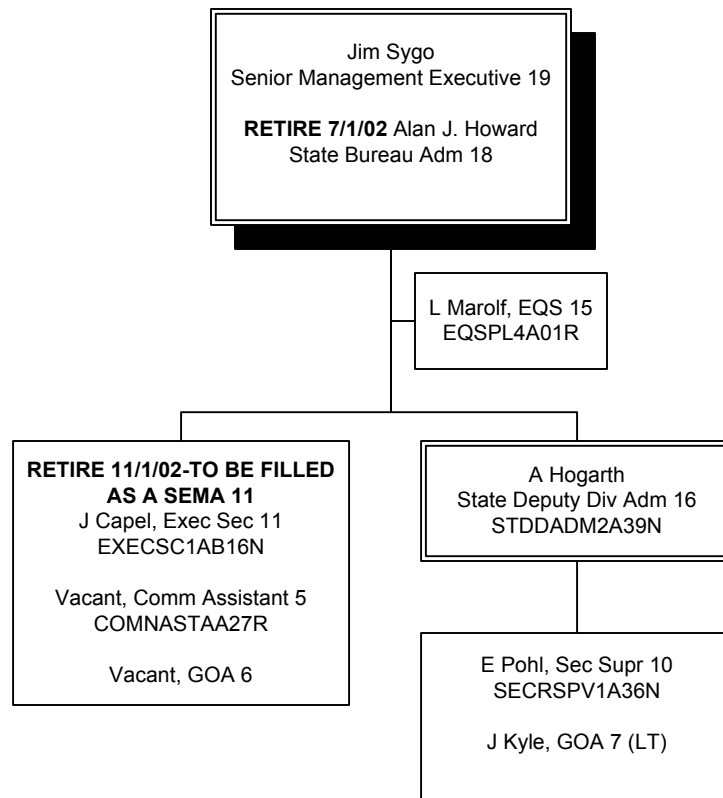 Jim Sygo
Senior Management Executive 19
RETIRE 7/1/02 Alan J. Howard
State Bureau Adm 18
L Marolf, EQS 15
EQSPL4A01R
RETIRE 11/1/02-TO BE FILLED
AS A SEMA 11
J Capel, Exec Sec 11
EXECSC1AB16N
Vacant, Comm Assistant 5
COMNASTAA27R
Vacant, GOA 6
A Hogarth
State Deputy Div Adm 16
STDDADM2A39N
E Pohl, Sec Supr 10
SECRSPV1A36N
J Kyle, GOA 7 (LT)